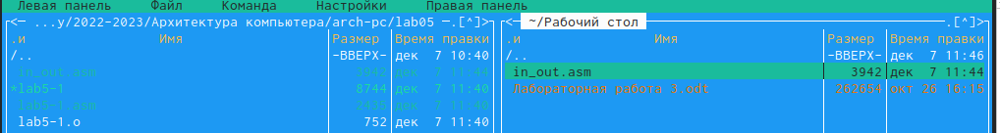 Левая панель Файл Команда Настройки Правая панель
<— ...y/2022-2023/Архитектура компьютера/arch-pc/lab05 —.[^]>
.и Имя Размер Время правки
/.. -ВВЕРХ- дек 7 10:40
in_out.asm 3942 дек 7 11:44
*lab5-1 8744 дек 7 11:40
lab5-1.asm 2435 дек 7 11:40
lab5-1.o 752 дек 7 11:40
<— ~/Рабочий стол —.[^]>
.и Имя Размер Время правки
/.. -ВВЕРХ- дек 7 11:46
in_out.asm 3942 дек 7 11:44
Лабораторная работа 3.odt 262654 окт 26 16:15